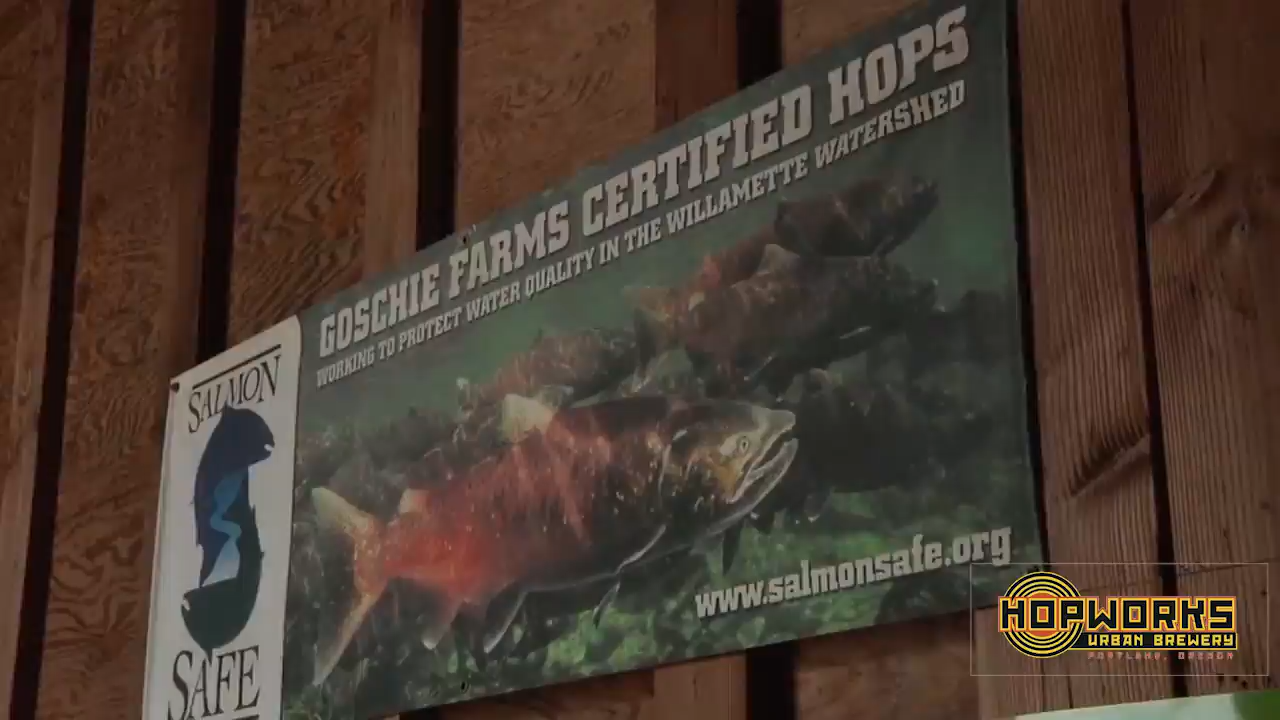 GOSCHIE FARMS CERTIFIED HOPS
WORKING TO PROTECT WATER QUALITY IN THE WILLAMETTE WATERSHED
SALMON
SAFE
www.salmonsafe.org
HOPWORKS
URBAN BREWERY
PORTLAND, OREGON